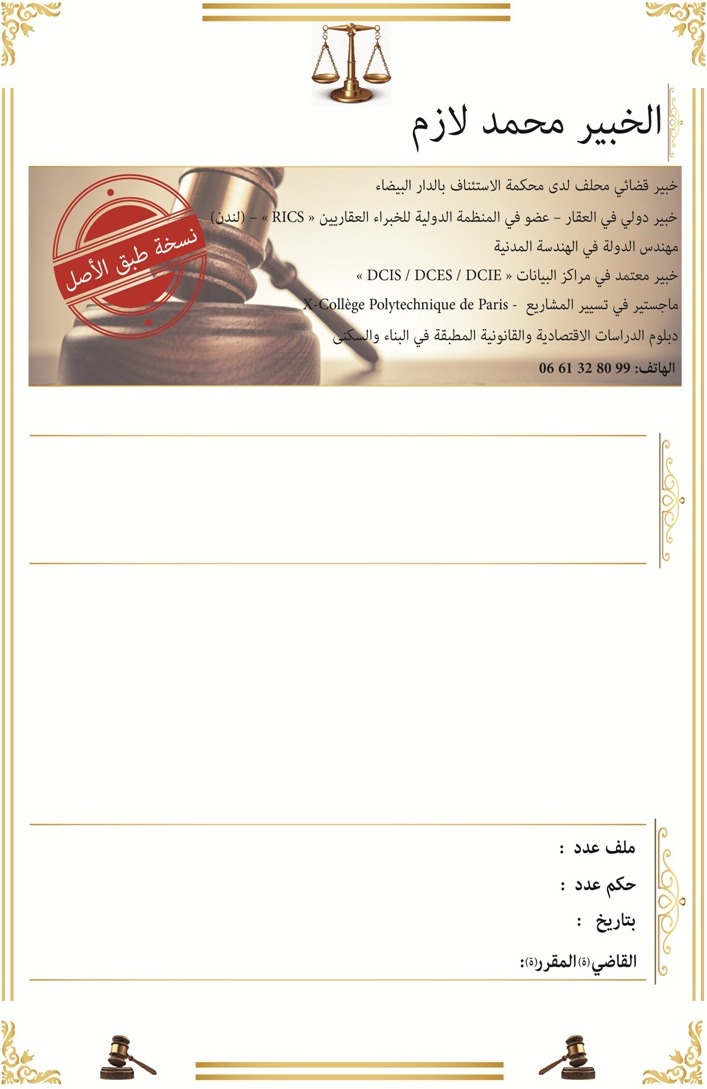 الخبير محمد لازم
خبير قضائي محلف لدى محكمة الاستئناف بالدار البيضاء
خبير دولي في العقار – عضو في المنظمة الدولية للخبراء العقاريين « RICS » – (لندن)
مهندس الدولة في الهندسة المدنية
خبير معتمد في مراكز البيانات « DCIS / DCES / DCIE »
ماجستير في تسيير المشاريع - X-Collège Polytechnique de Paris
دبلوم الدراسات الاقتصادية والقانونية المطبقة في البناء والسكنى
الهاتف: 06 61 32 80 99
نسخة طبق الأصل
ملف عدد :
حكم عدد :
بتاريخ :
القاضي(ة) المقرر(ة):